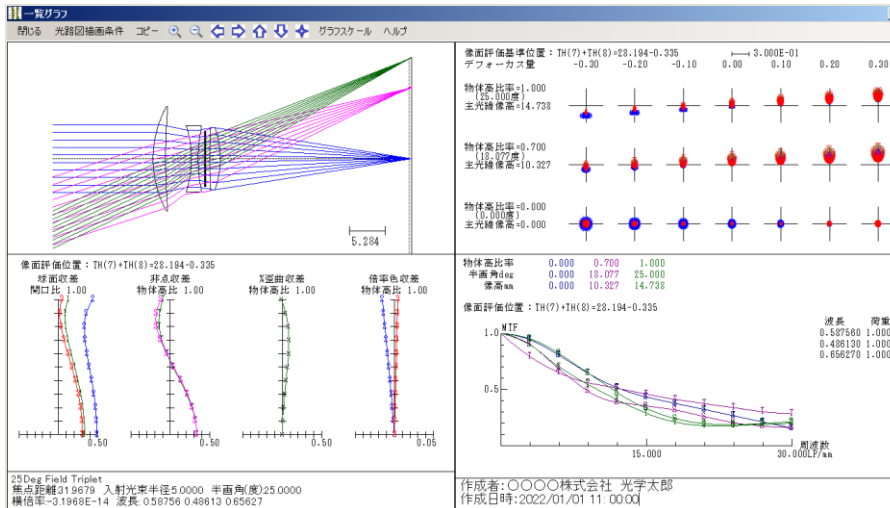 一覧グラフ
閉じる 光路図描画条件 コピー グラフスケール ヘルプ
5.284
像面評価基準位置：TH(7)+TH(8)=28.194-0.335 3.000E-01
デフォーカス量 -0.30 -0.20 -0.10 0.00 0.10 0.20 0.30
物体高比率=1.000
(25.000度)
主光線像高=14.738
物体高比率=0.700
(18.077度)
主光線像高=10.327
物体高比率=0.000
(0.000度)
主光線像高=0.000
像面評価位置：TH(7)+TH(8)=28.194-0.335
球面収差 非点収差 %歪曲収差 倍率色収差
開口比 1.00 物体高比 1.00 物体高比 1.00 物体高比 1.00
0.50 0.50 0.50 0.05
物体高比率 0.000 0.700 1.000
半画角deg 0.000 18.077 25.000
像高mm 0.000 10.327 14.738
像面評価位置：TH(7)+TH(8)=28.194-0.335
波長 荷重
0.587560 1.000
0.486130 1.000
0.656270 1.000
MTF
1.0
0.5
周波数
15.000 30.000LP/mm
25Deg Field Triplet
焦点距離:31.9679 入射光束半径:5.0000 半画角(度):25.0000
横倍率:-3.1968E-14 波長: 0.58756 0.48613 0.65627
作成者:〇〇〇〇株式会社 光学太郎
作成日時:2022/01/01 11:00:00